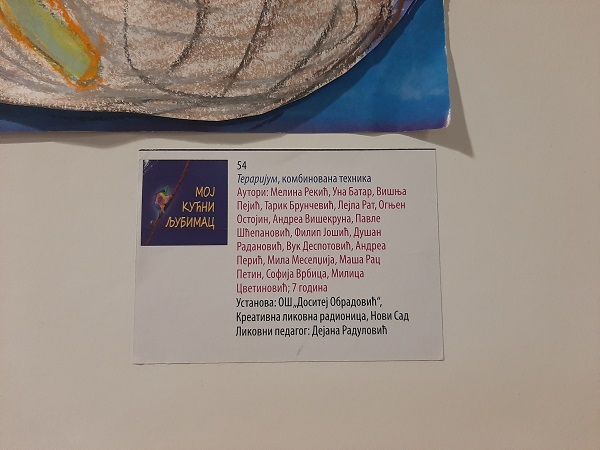 МОЈ
КУЋНИ
ЉУБИМАЦ
54
Тераријум, комбинована техника
Аутори: Мелина Рекић, Уна Батар, Вишња
Пејић, Тарик Брунчевић, Лејла Рат, Огњен
Остојин, Андреа Вишекруна, Павле
Шћепановић, Филип Јошић, Душан
Радановић, Вук Деспотовић, Андреа
Перић, Мила Меселџија, Маша Рац
Петин, Софија Врбица, Милица
Цветиновић; 7 година
Установа: ОШ „Доситеј Обрадовић“,
Креативна ликовна радионица, Нови Сад
Ликовни педагог: Дејана Радуловић